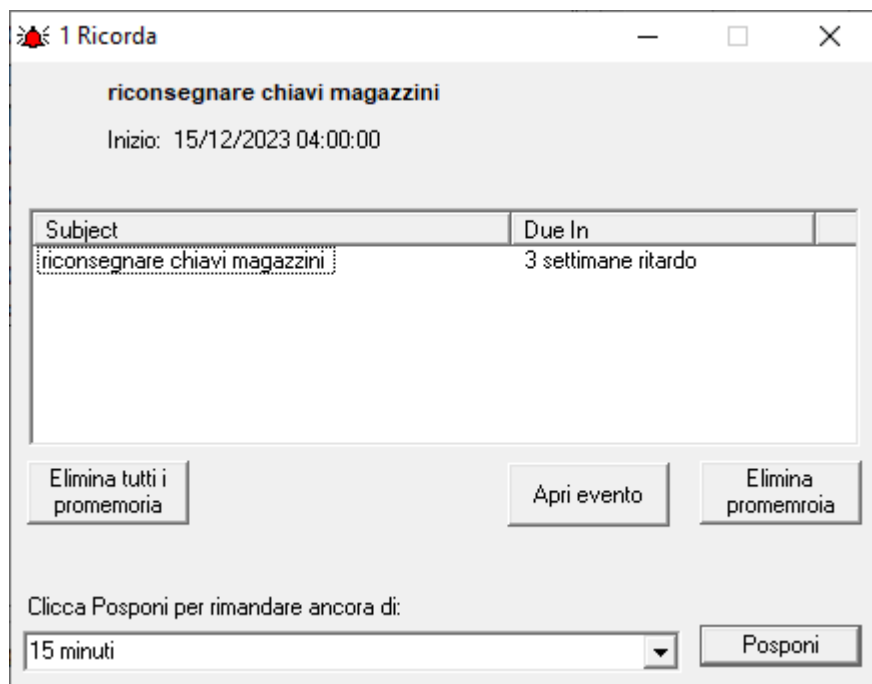 1 Ricorda
riconsegnare chiavi magazzini
Inizio: 15/12/2023 04:00:00
Subject Due In
riconsegnare chiavi magazzini 3 settimane ritardo
Elimina tutti i
promemoria
Apri evento
Elimina
promemroia
Clicca Posponi per rimandare ancora di:
15 minuti
Posponi